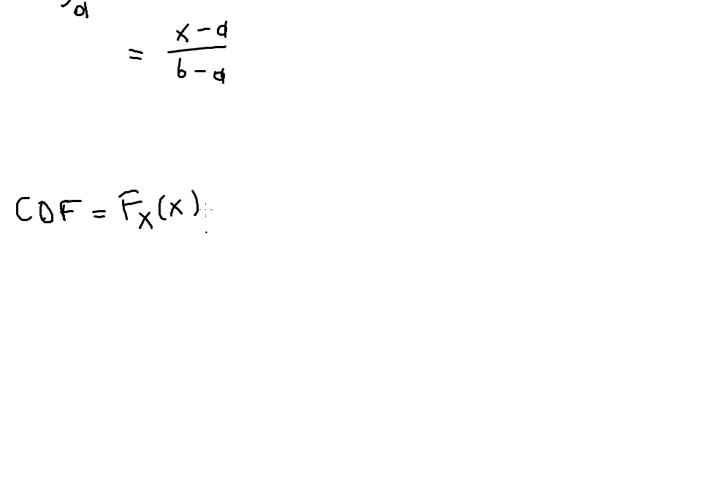 a
= x-a / b-a
CDF = F_X(x)